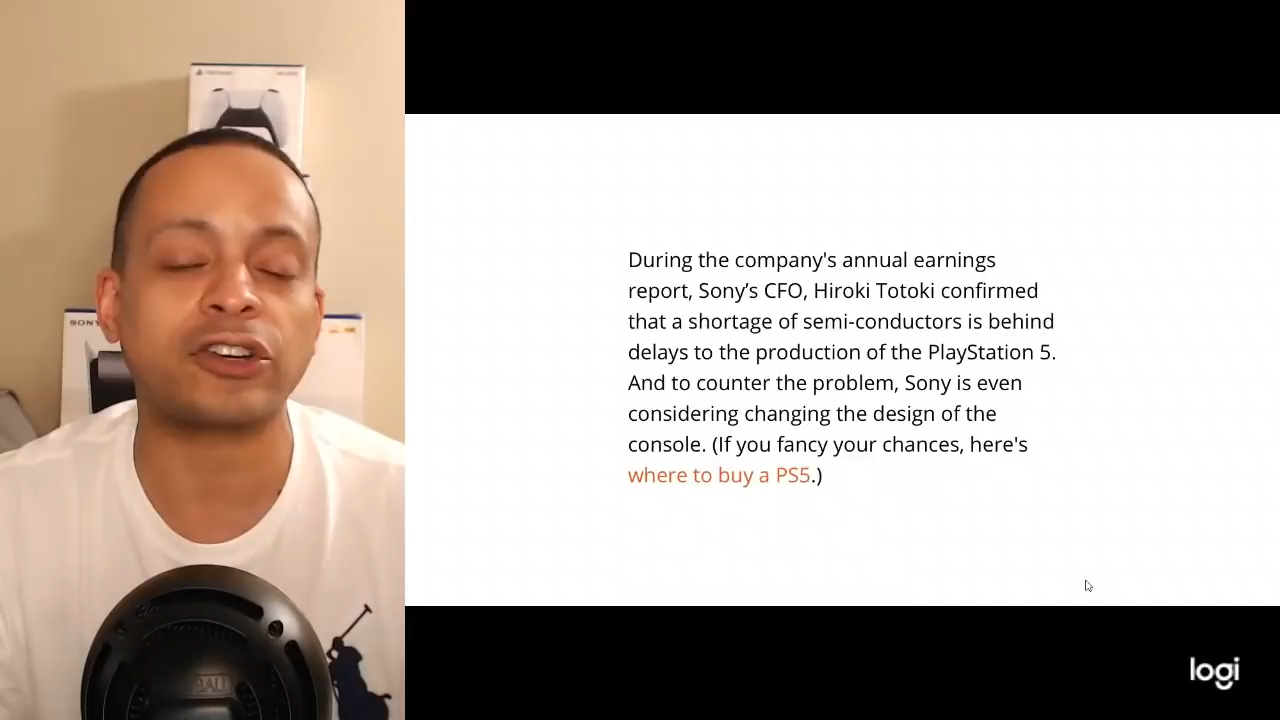 SONY
During the company's annual earnings
report, Sony’s CFO, Hiroki Totoki confirmed
that a shortage of semi-conductors is behind
delays to the production of the PlayStation 5.
And to counter the problem, Sony is even
considering changing the design of the
console. (If you fancy your chances, here's
where to buy a PS5.)
logi